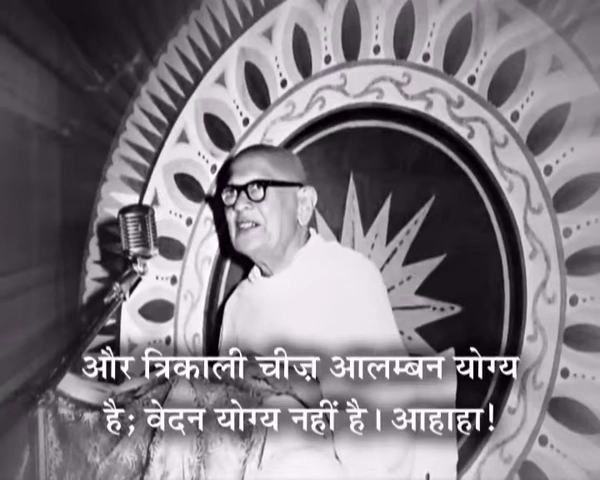 और त्रिकाली चीज़ आलम्बन योग्य
है; वेदन योग्य नहीं है। आहाहा!